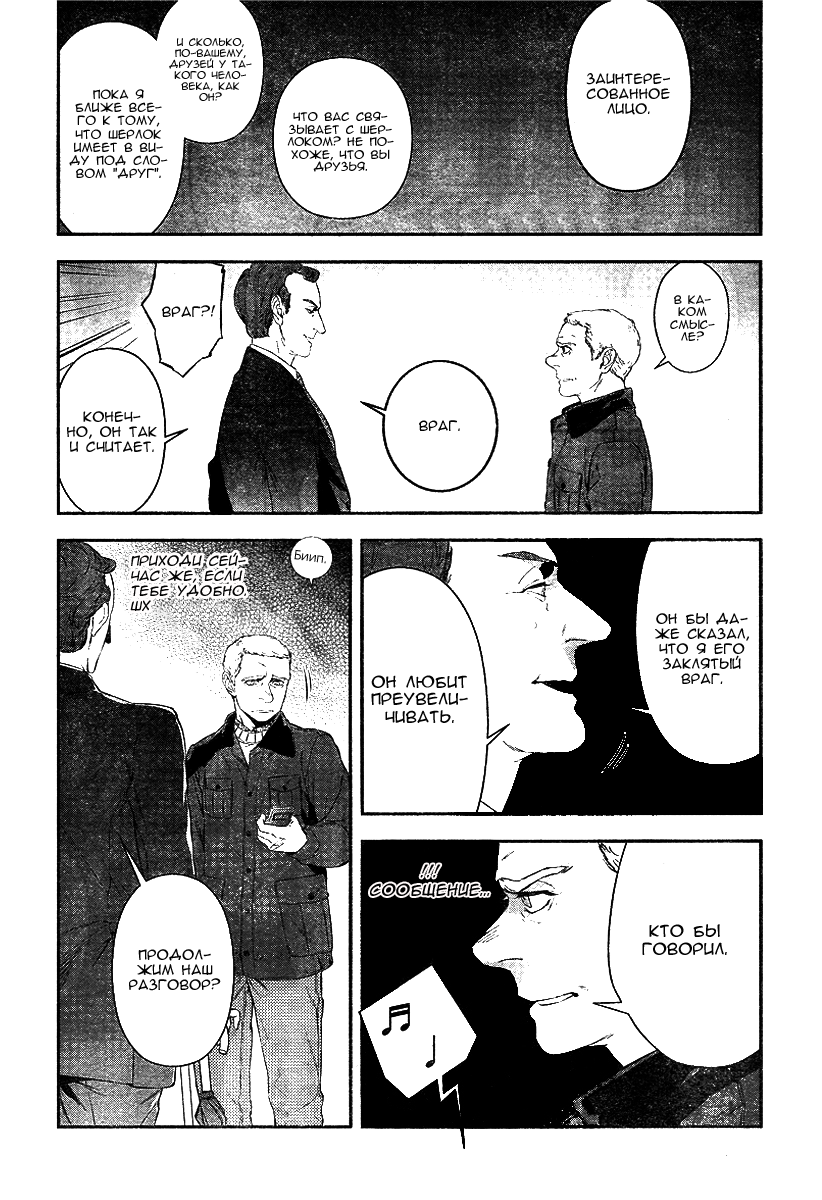 ЗАИНТЕРЕ-
СОВАННОЕ
ЛИЦО.
ЧТО ВАС СВЯ-
ЗЫВАЕТ С ШЕР-
ЛОКОМ? НЕ ПО-
ХОЖЕ, ЧТО ВЫ
ДРУЗЬЯ.
И СКОЛЬКО,
ПО-ВАШЕМУ,
ДРУЗЕЙ У ТА-
КОГО ЧЕЛО-
ВЕКА, КАК
ОН?
ПОКА Я
БЛИЖЕ ВСЕ-
ГО К ТОМУ,
ЧТО ШЕРЛОК
ИМЕЕТ В ВИ-
ДУ ПОД СЛО-
ВОМ "ДРУГ".
В КА-
КОМ
СМЫС-
ЛЕ?
ВРАГ.
ВРАГ?!
КОНЕЧ-
НО, ОН ТАК
И СЧИТАЕТ.
ОН БЫ ДА-
ЖЕ СКАЗАЛ,
ЧТО Я ЕГО
ЗАКЛЯТЫЙ
ВРАГ.
ОН ЛЮБИТ
ПРЕУВЕЛИ-
ЧИВАТЬ.
КТО БЫ
ГОВОРИЛ.
!!!
СООБЩЕНИЕ...
БИИП.
ПРИХОДИ СЕЙ-
ЧАС ЖЕ, ЕСЛИ
ТЕБЕ УДОБНО.
ШХ
ПРОДОЛ-
ЖИМ НАШ
РАЗГОВОР?